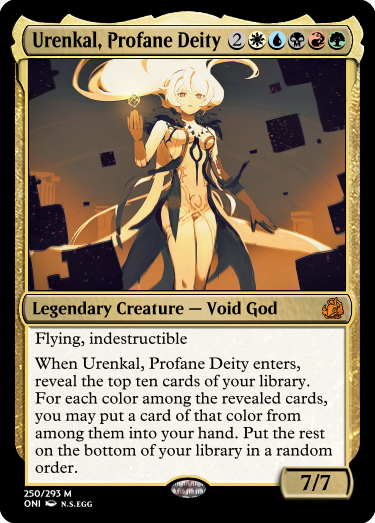 Urenkal, Profane Deity 2
Legendary Creature — Void God
Flying, indestructible
When Urenkal, Profane Deity enters,
reveal the top ten cards of your library.
For each color among the revealed cards,
you may put a card of that color from
among them into your hand. Put the rest
on the bottom of your library in a random
order.
7/7
250/293 M
ONI N.S.EGG